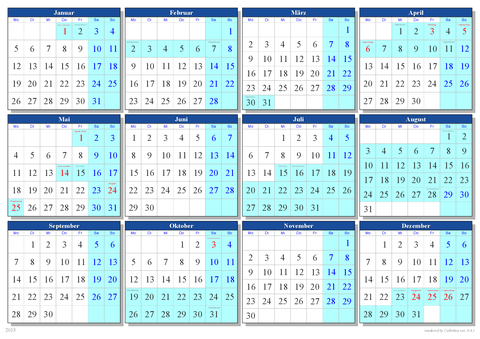 Januar
Mo Di Mi Do Fr Sa So
1 2 3 4
5 6 7 8 9 10 11
12 13 14 15 16 17 18
19 20 21 22 23 24 25
26 27 28 29 30 31
Februar
Mo Di Mi Do Fr Sa So
1
2 3 4 5 6 7 8
9 10 11 12 13 14 15
16 17 18 19 20 21 22
23 24 25 26 27 28
März
Mo Di Mi Do Fr Sa So
1
2 3 4 5 6 7 8
9 10 11 12 13 14 15
16 17 18 19 20 21 22
23 24 25 26 27 28 29
30 31
April
Mo Di Mi Do Fr Sa So
1 2 3 4 5
6 7 8 9 10 11 12
13 14 15 16 17 18 19
20 21 22 23 24 25 26
27 28 29 30
Mai
Mo Di Mi Do Fr Sa So
1 2 3
4 5 6 7 8 9 10
11 12 13 14 15 16 17
18 19 20 21 22 23 24
25 26 27 28 29 30 31
Juni
Mo Di Mi Do Fr Sa So
1 2 3 4 5 6 7
8 9 10 11 12 13 14
15 16 17 18 19 20 21
22 23 24 25 26 27 28
29 30
Juli
Mo Di Mi Do Fr Sa So
1 2 3 4 5
6 7 8 9 10 11 12
13 14 15 16 17 18 19
20 21 22 23 24 25 26
27 28 29 30 31
August
Mo Di Mi Do Fr Sa So
1 2
3 4 5 6 7 8 9
10 11 12 13 14 15 16
17 18 19 20 21 22 23
24 25 26 27 28 29 30
31
September
Mo Di Mi Do Fr Sa So
1 2 3 4 5 6
7 8 9 10 11 12 13
14 15 16 17 18 19 20
21 22 23 24 25 26 27
28 29 30
Oktober
Mo Di Mi Do Fr Sa So
1 2 3 4
5 6 7 8 9 10 11
12 13 14 15 16 17 18
19 20 21 22 23 24 25
26 27 28 29 30 31
November
Mo Di Mi Do Fr Sa So
1
2 3 4 5 6 7 8
9 10 11 12 13 14 15
16 17 18 19 20 21 22
23 24 25 26 27 28 29
30
Dezember
Mo Di Mi Do Fr Sa So
1 2 3 4 5 6
7 8 9 10 11 12 13
14 15 16 17 18 19 20
21 22 23 24 25 26 27
28 29 30 31
2015